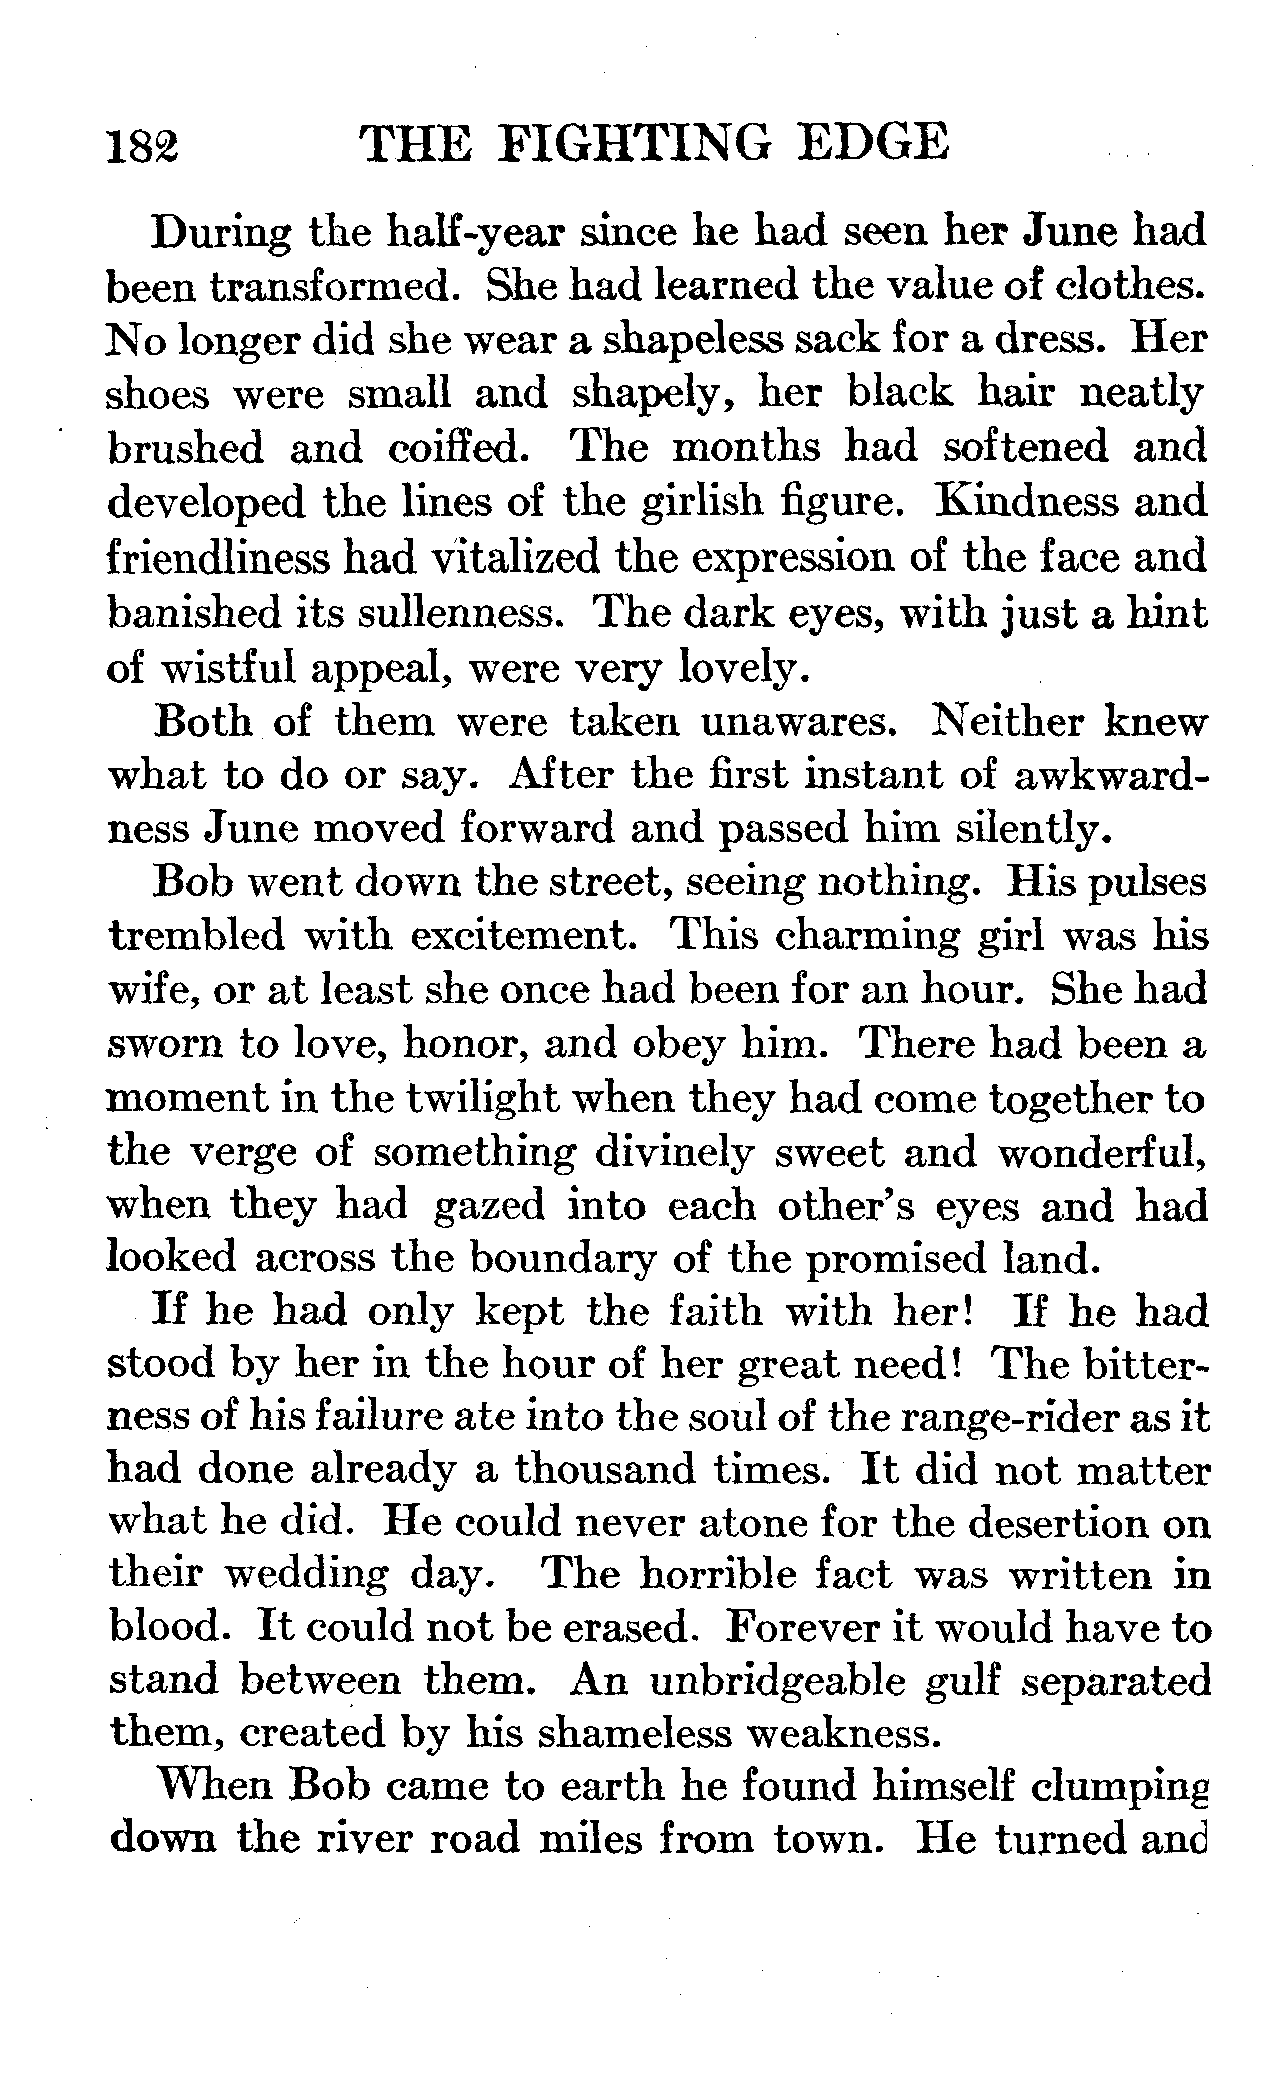 182 THE FIGHTING EDGE
During the half-year since he had seen her June had
been transformed. She had learned the value of clothes.
No longer did she wear a shapeless sack for a dress. Her
shoes were small and shapely, her black hair neatly
brushed and coiffed. The months had softened and
developed the lines of the girlish figure. Kindness and
friendliness had vitalized the expression of the face and
banished its sullenness. The dark eyes, with just a hint
of wistful appeal, were very lovely.
Both of them were taken unawares. Neither knew
what to do or say. After the first instant of awkward-
ness June moved forward and passed him silently.
Bob went down the street, seeing nothing. His pulses
trembled with excitement. This charming girl was his
wife, or at least she once had been for an hour. She had
sworn to love, honor, and obey him. There had been a
moment in the twilight when they had come together to
the verge of something divinely sweet and wonderful,
when they had gazed into each other's eyes and had
looked across the boundary of the promised land.
If he had only kept the faith with her! If he had
stood by her in the hour of her great need! The bitter-
ness of his failure ate into the soul of the range-rider as it
had done already a thousand times. It did not matter
what he did. He could never atone for the desertion on
their wedding day. The horrible fact was written in
blood. It could not be erased. Forever it would have to
stand between them. An unbridgeable gulf separated
them, created by his shameless weakness.
When Bob came to earth he found himself clumping
down the river road miles from town. He turned and